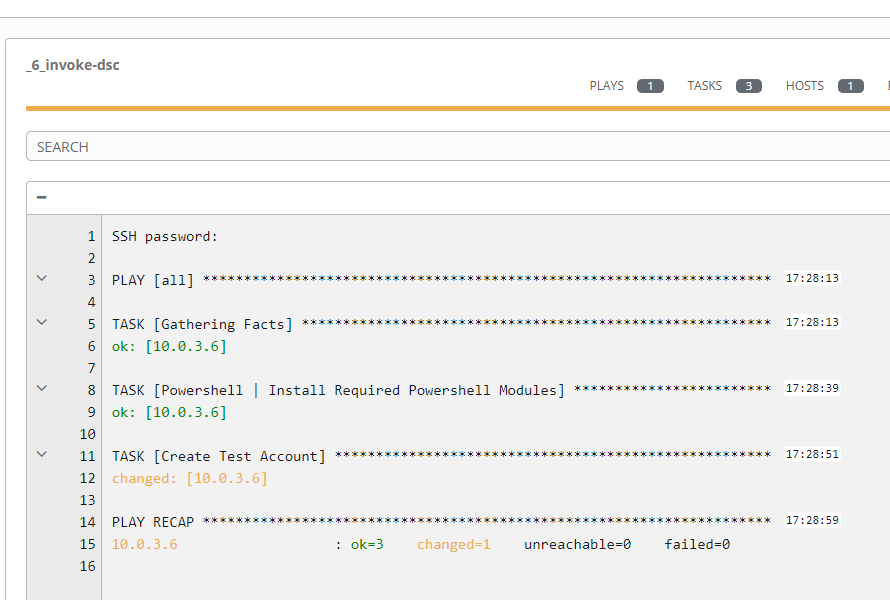 _6_invoke-dsc
PLAYS 1 TASKS 3 HOSTS 1
SEARCH
1 SSH password:
2
3 PLAY [all] ********************************************************************* 17:28:13
4
5 TASK [Gathering Facts] ********************************************************* 17:28:13
6 ok: [10.0.3.6]
7
8 TASK [Powershell | Install Required Powershell Modules] ************************ 17:28:39
9 ok: [10.0.3.6]
10
11 TASK [Create Test Account] ***************************************************** 17:28:51
12 changed: [10.0.3.6]
13
14 PLAY RECAP ********************************************************************* 17:28:59
15 10.0.3.6                   : ok=3    changed=1    unreachable=0    failed=0
16